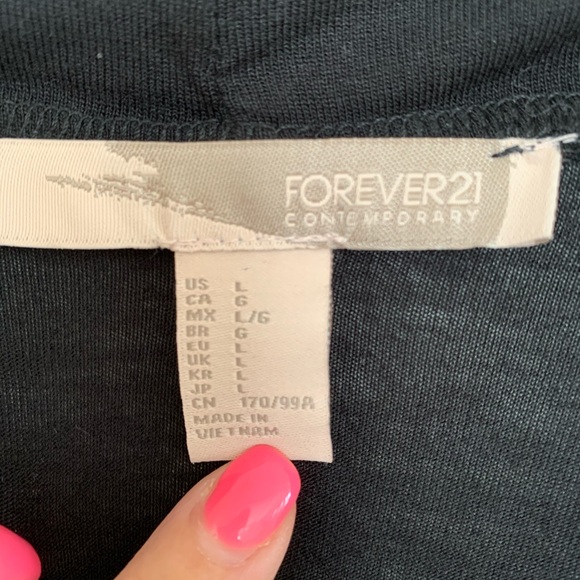 FOREVER21
CONTEMPORARY
US L
CA G
MX L/G
BR G
EU L
UK L
KR L
JP L
CN 170/99A
MADE IN
VIETNAM